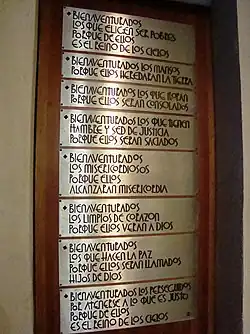 BIENAVENTURADOS
LOS QUE ELIGEN SER POBRES
PORQUE DE ELLOS
ES EL REINO DE LOS CIELOS
BIENAVENTURADOS LOS MANSOS
PORQUE ELLOS HEREDARAN LA TIERRA
BIENAVENTURADOS LOS QUE LLORAN
PORQUE ELLOS SERAN CONSOLADOS
BIENAVENTURADOS LOS QUE TIENEN
HAMBRE Y SED DE JUSTICIA
PORQUE ELLOS SERAN SACIADOS
BIENAVENTURADOS
LOS MISERICORDIOSOS
PORQUE ELLOS
ALCANZARAN MISERICORDIA
BIENAVENTURADOS
LOS LIMPIOS DE CORAZON
PORQUE ELLOS VERAN A DIOS
BIENAVENTURADOS
LOS QUE HACEN LA PAZ
PORQUE ELLOS SERAN LLAMADOS
HIJOS DE DIOS
BIENAVENTURADOS LOS PERSEGUIDOS
POR ATENERSE A LO QUE ES JUSTO
PORQUE DE ELLOS
ES EL REINO DE LOS CIELOS